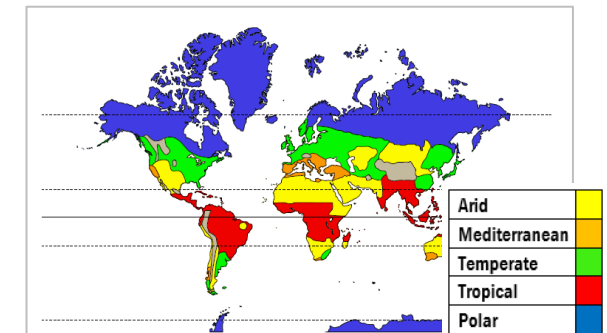 Arid
Mediterranean
Temperate
Tropical
Polar